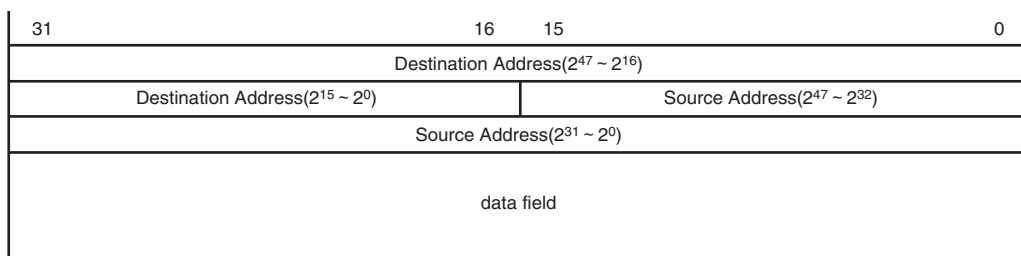 31 16 15 0
Destination Address(2⁴⁷ ~ 2¹⁶)
Destination Address(2¹⁵ ~ 2⁰) Source Address(2⁴⁷ ~ 2³²)
Source Address(2³¹ ~ 2⁰)
data field